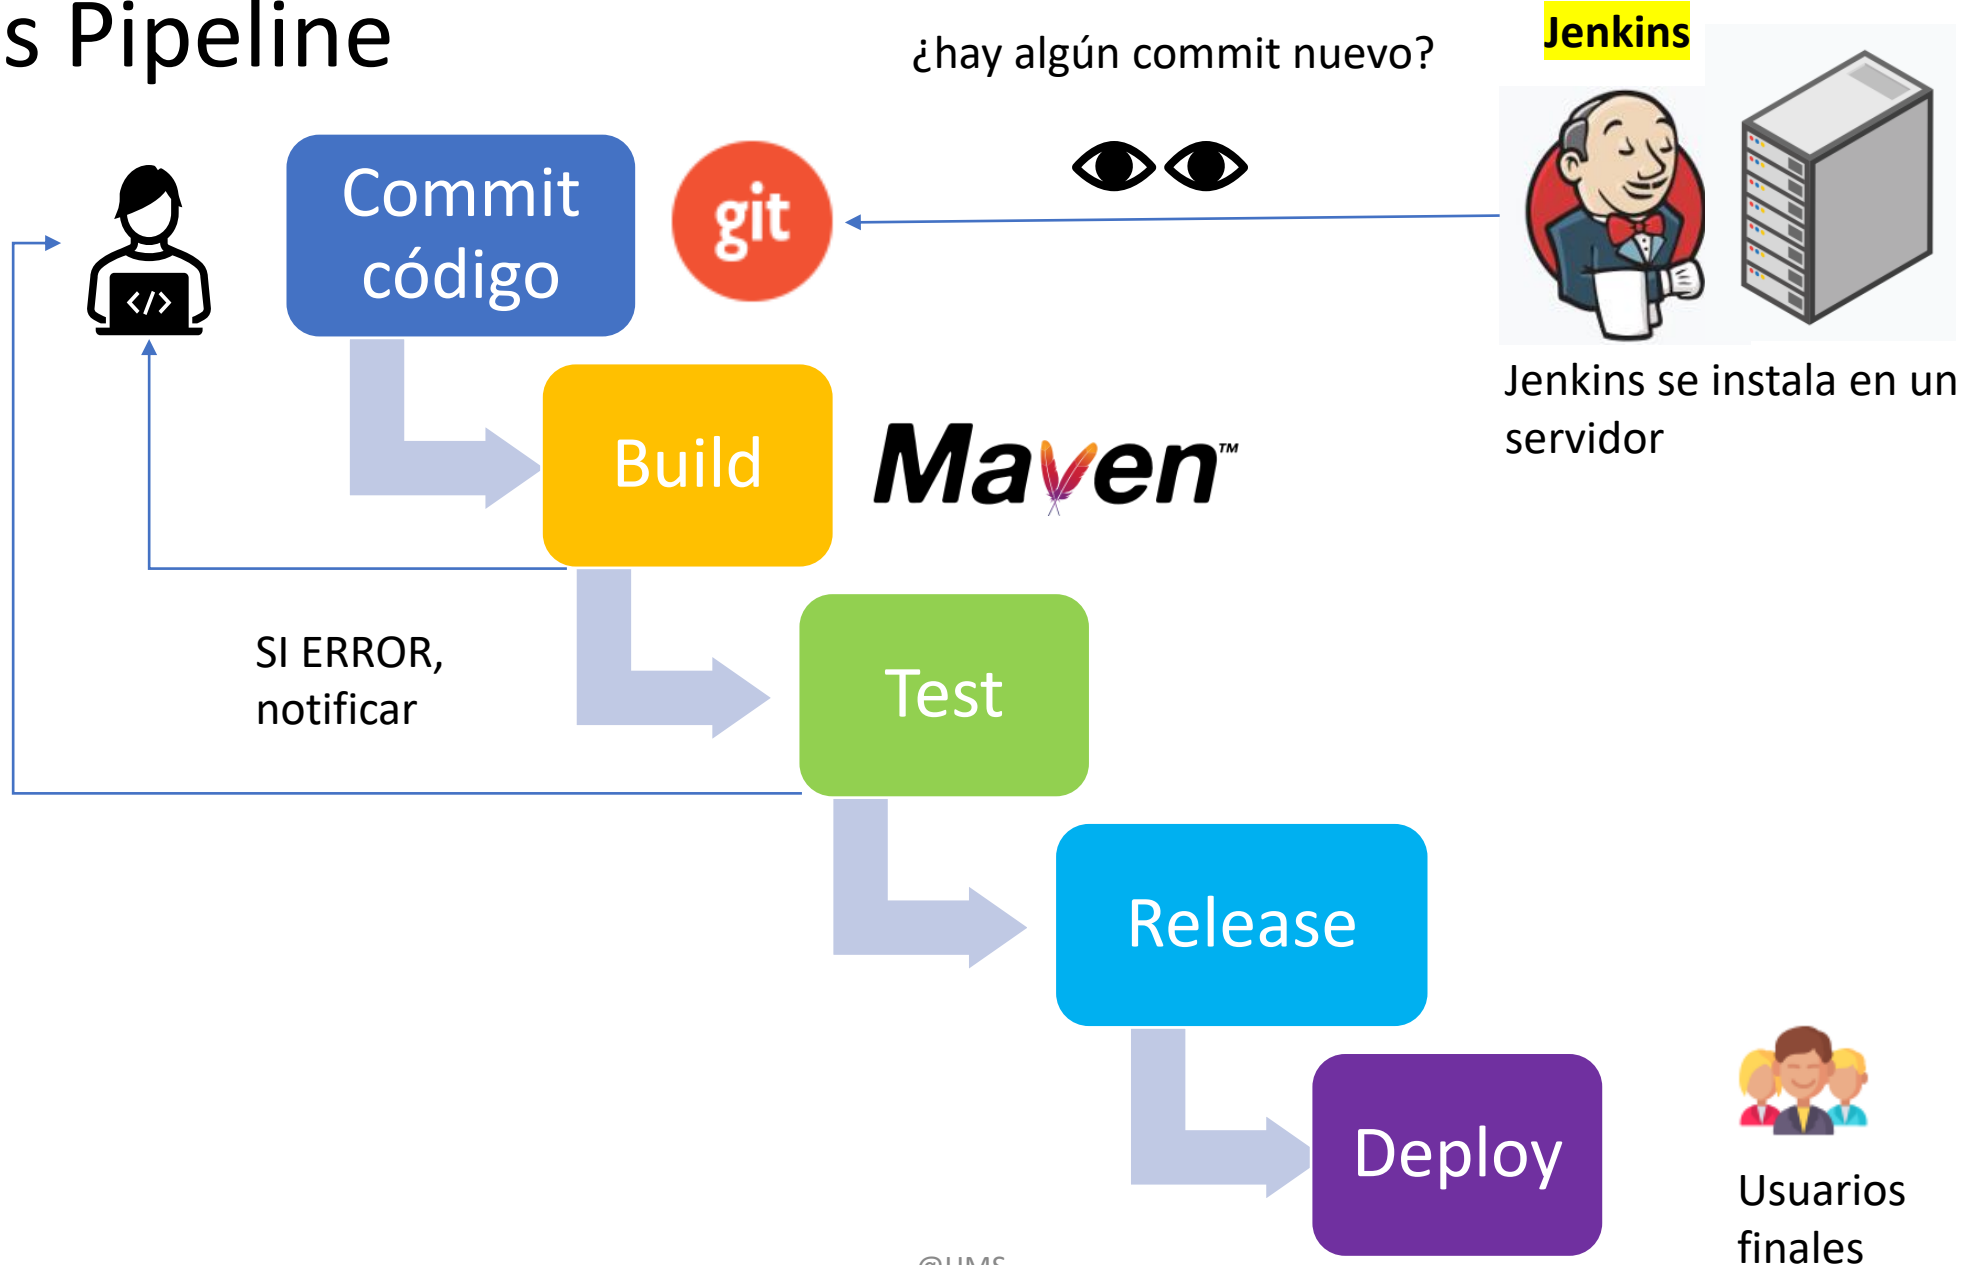 s Pipeline
¿hay algún commit nuevo?
Jenkins
Commit
código
git
</>
Jenkins se instala en un
servidor
Build
Maven™
SI ERROR,
notificar
Test
Release
Deploy
Usuarios
finales